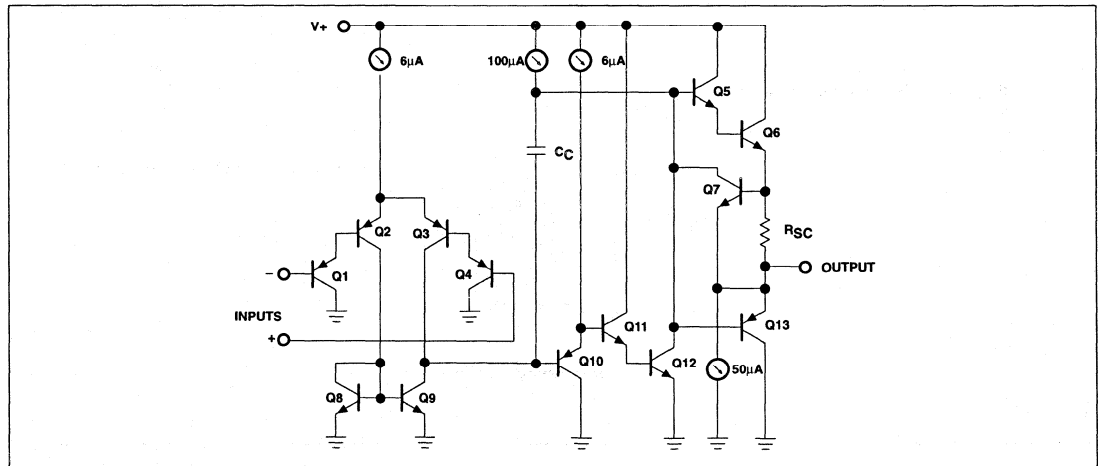 V+
6μA
100μA
6μA
Q5
Q6
CC
Q7
Q2
Q3
RSC
Q1
Q4
OUTPUT
−
INPUTS
+
Q11
Q13
Q10
Q12
50μA
Q8
Q9